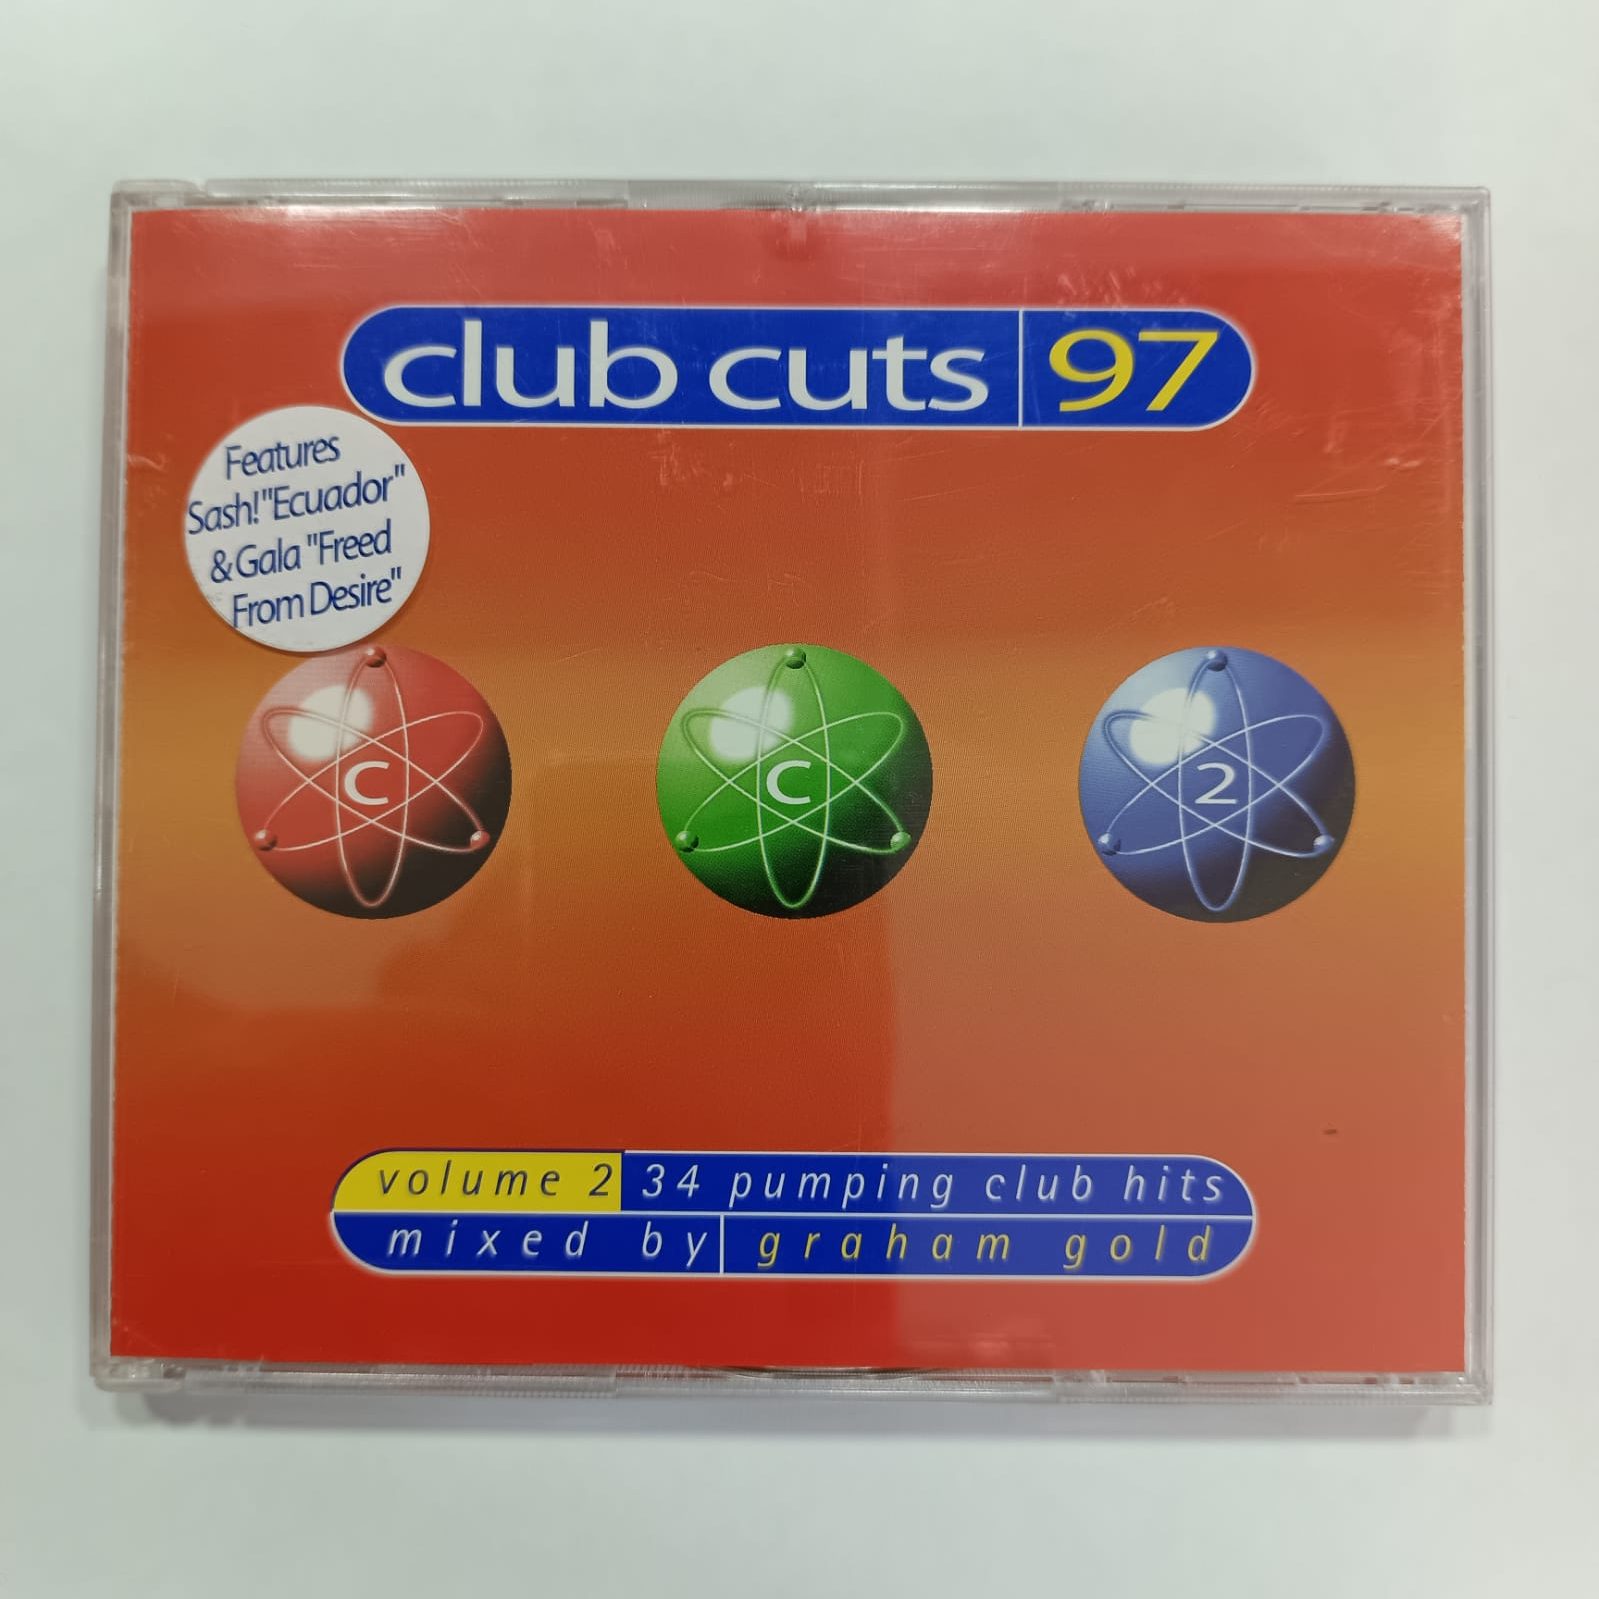 club cuts 97
Features
Sash!"Ecuador"
& Gala "Freed
From Desire"
C C 2
volume 2 34 pumping club hits
mixed by graham gold